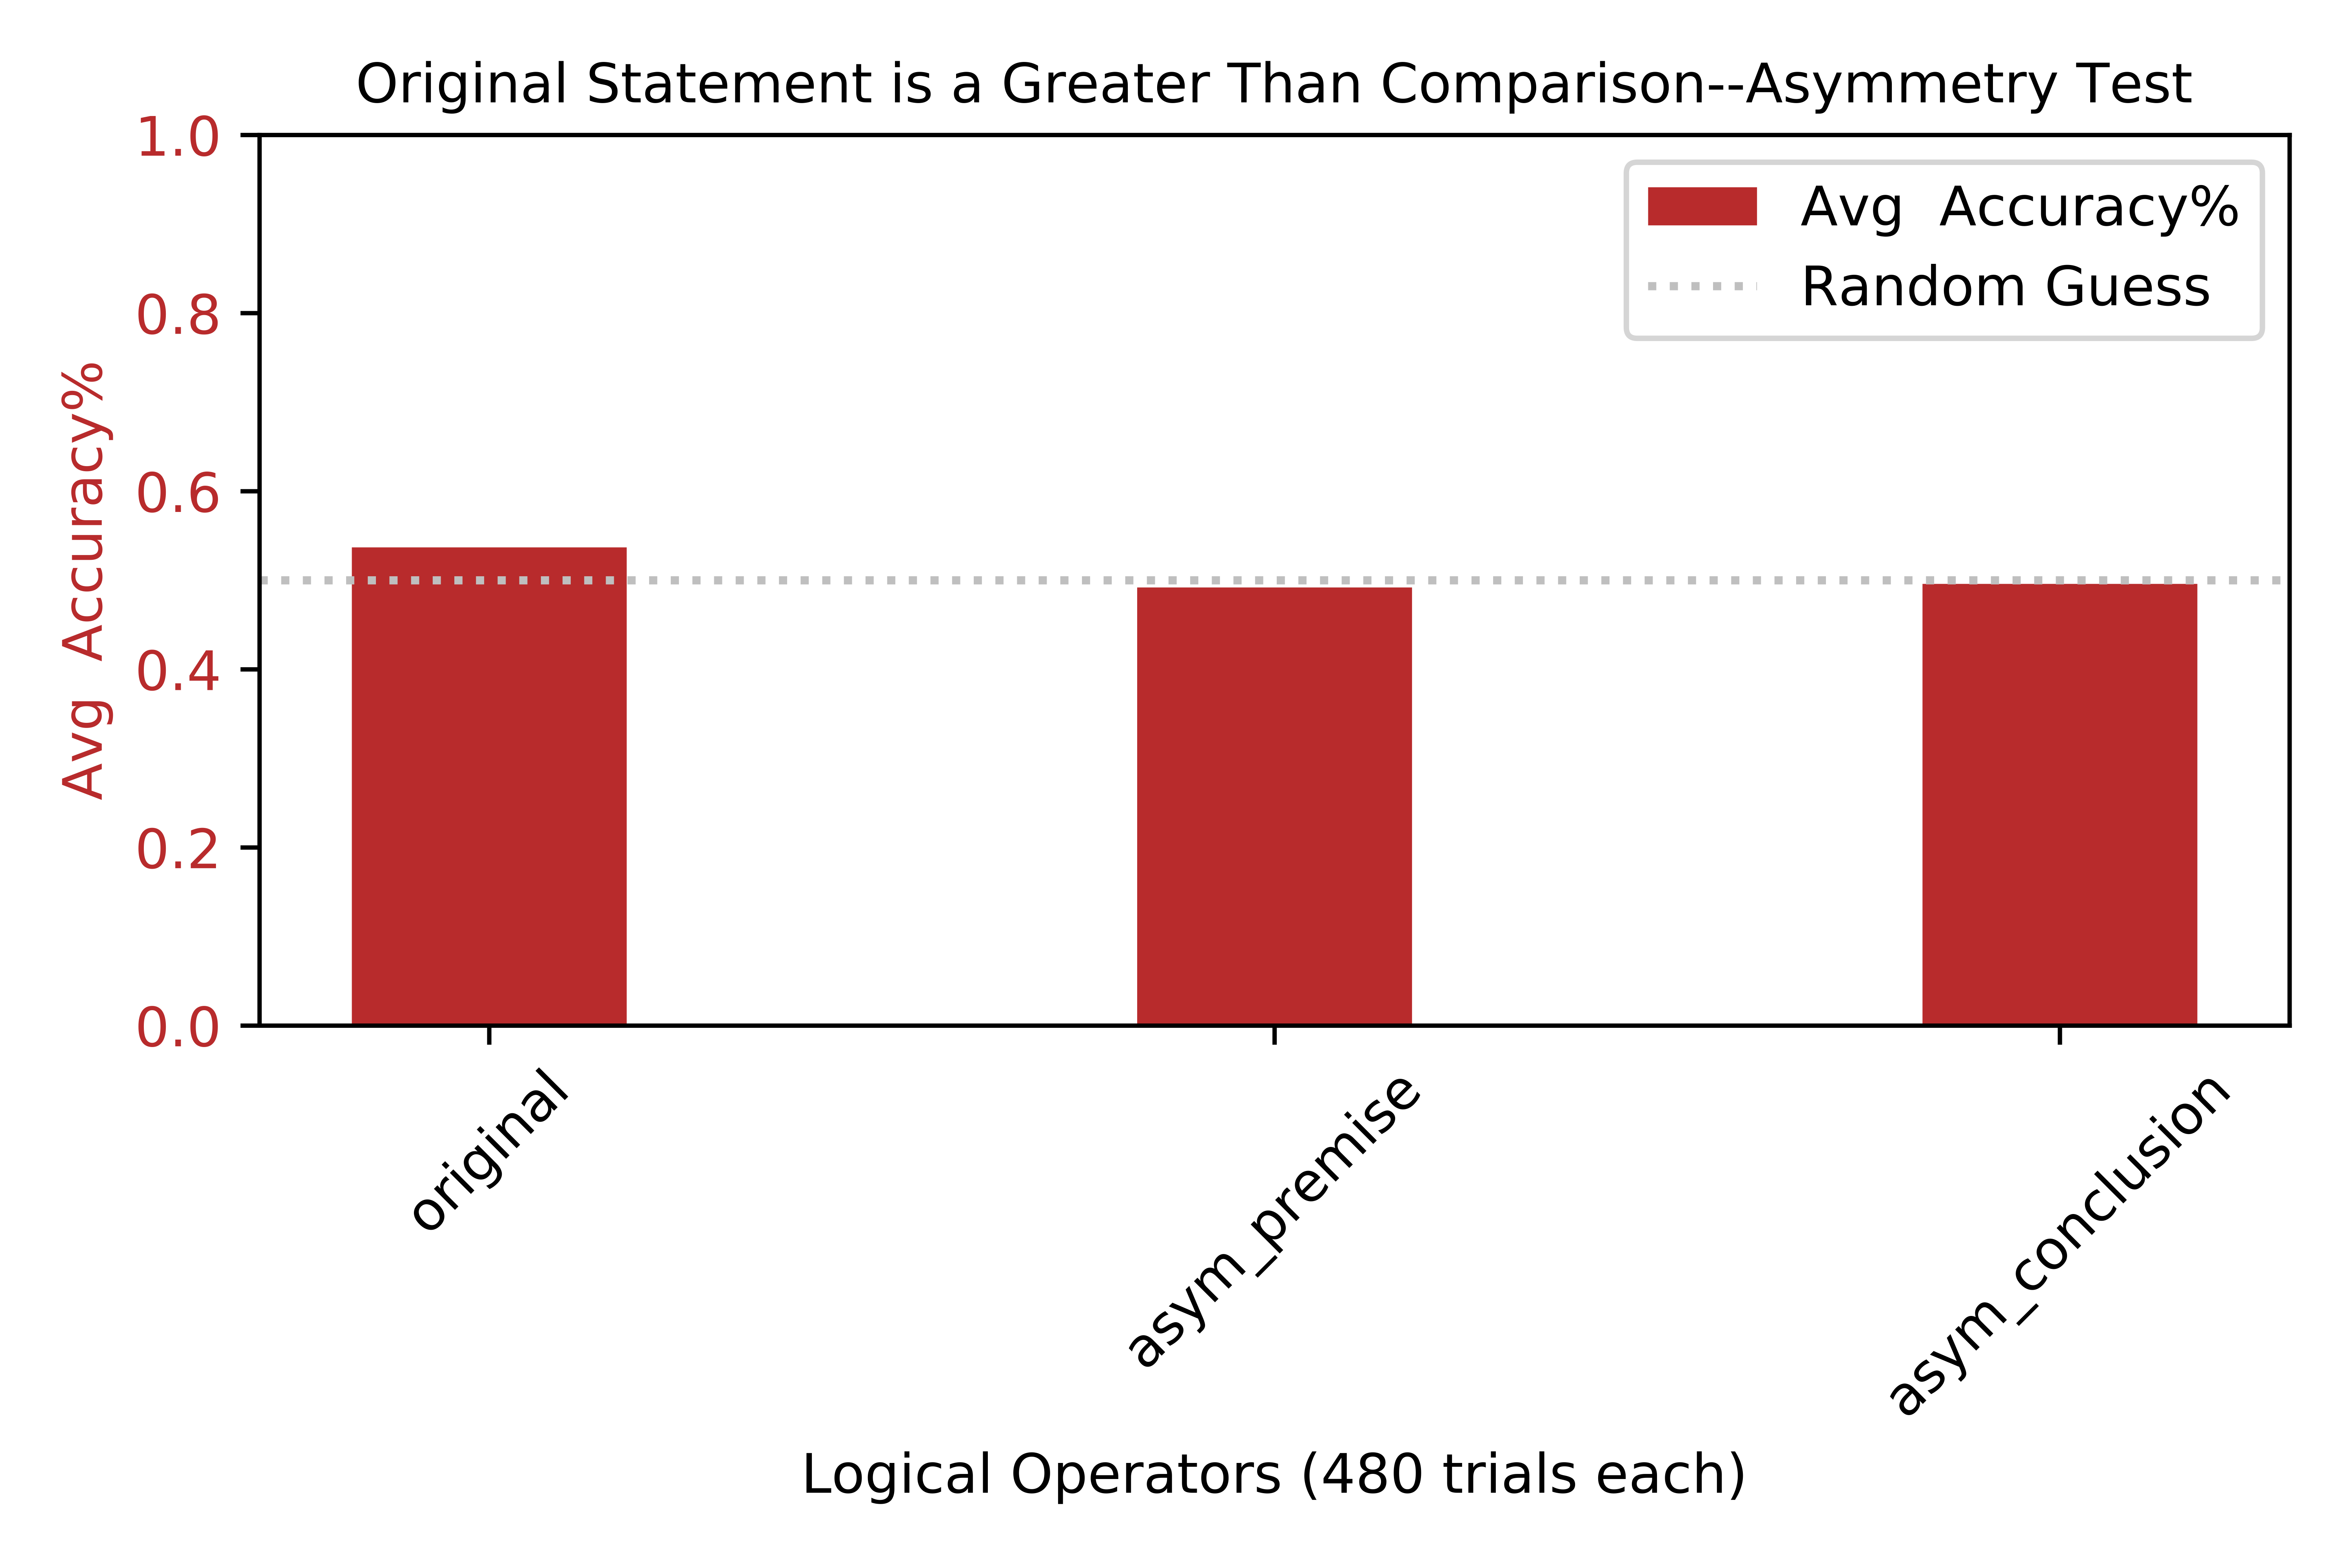 Original Statement is a Greater Than Comparison--Asymmetry Test
1.0
0.8
0.6
0.4
0.2
0.0
Avg  Accuracy%
Avg  Accuracy%
Random Guess
original
asym_premise
asym_conclusion
Logical Operators (480 trials each)